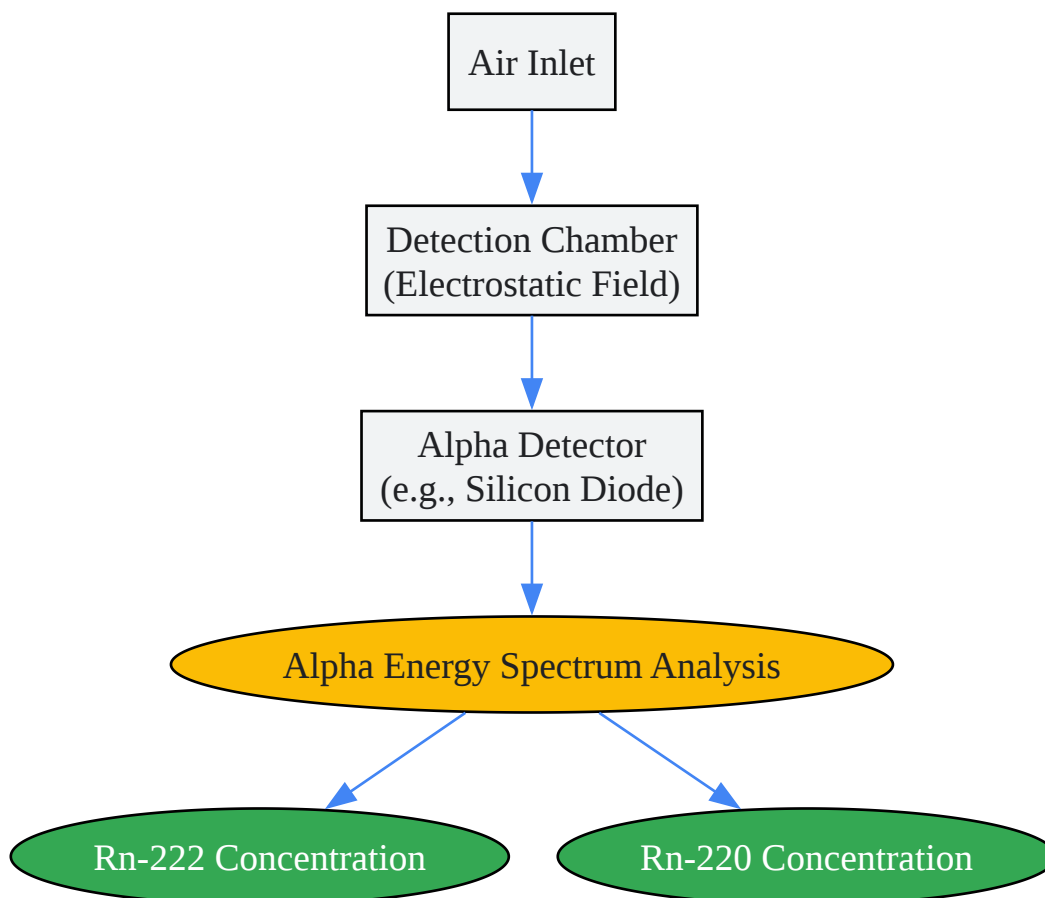 Air Inlet
Detection Chamber
(Electrostatic Field)
Alpha Detector
(e.g., Silicon Diode)
Alpha Energy Spectrum Analysis
Rn-222 Concentration
Rn-220 Concentration